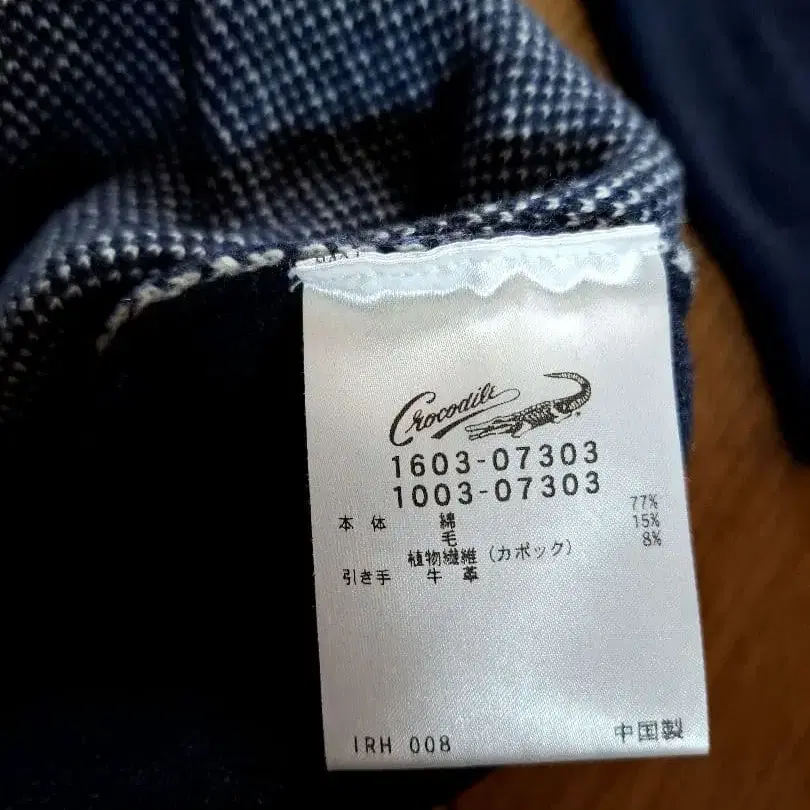 Crocodile
1603-07303
1003-07303
本体 綿 77%
毛 15%
植物繊維（カポック） 8%
引き手 牛革
IRH 008
中国製